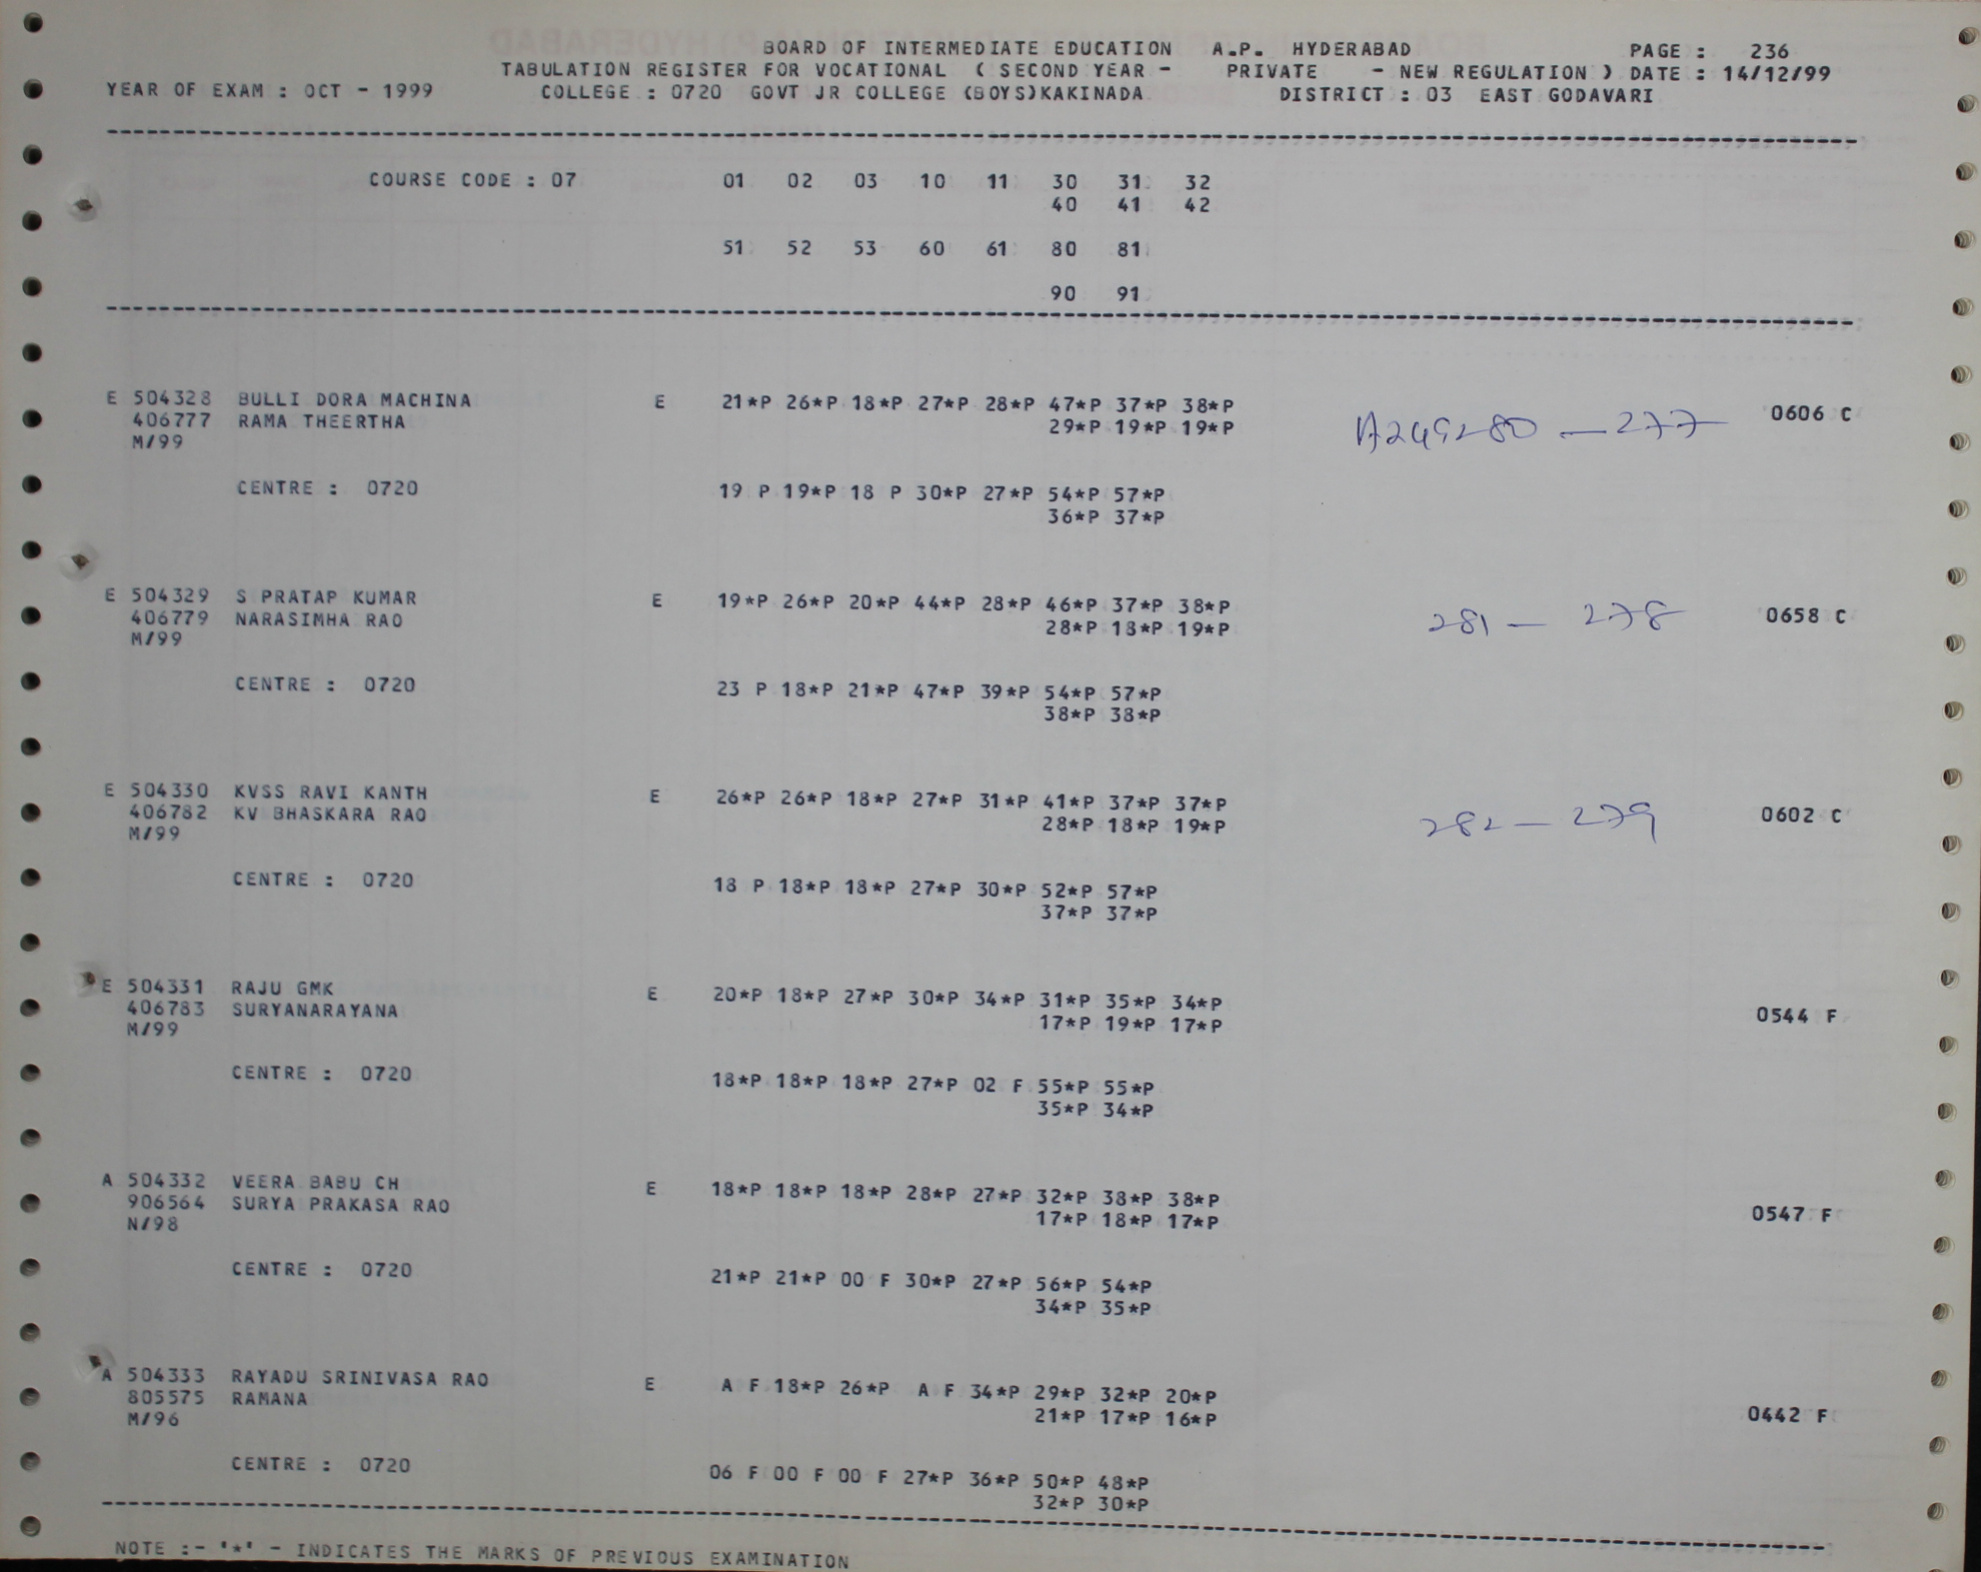 BOARD OF INTERMEDIATE EDUCATION A.P. HYDERABAD PAGE : 236
TABULATION REGISTER FOR VOCATIONAL ( SECOND YEAR - PRIVATE - NEW REGULATION ) DATE : 14/12/99
YEAR OF EXAM : OCT - 1999 COLLEGE : 0720 GOVT JR COLLEGE (BOYS)KAKINADA DISTRICT : 03 EAST GODAVARI
COURSE CODE : 07 01 02 03 10 11 30 31 32
40 41 42
51 52 53 60 61 80 81
90 91
E 504328 BULLI DORA MACHINA E 21*P 26*P 18*P 27*P 28*P 47*P 37*P 38*P
406777 RAMA THEERTHA 29*P 19*P 19*P A249280 — 277 0606 C
M/99
CENTRE : 0720 19 P 19*P 18 P 30*P 27*P 54*P 57*P
36*P 37*P
E 504329 S PRATAP KUMAR E 19*P 26*P 20*P 44*P 28*P 46*P 37*P 38*P
406779 NARASIMHA RAO 28*P 18*P 19*P 281 — 278 0658 C
M/99
CENTRE : 0720 23 P 18*P 21*P 47*P 39*P 54*P 57*P
38*P 38*P
E 504330 KVSS RAVI KANTH E 26*P 26*P 18*P 27*P 31*P 41*P 37*P 37*P
406782 KV BHASKARA RAO 28*P 18*P 19*P 282 — 279 0602 C
M/99
CENTRE : 0720 18 P 18*P 18*P 27*P 30*P 52*P 57*P
37*P 37*P
E 504331 RAJU GMK E 20*P 18*P 27*P 30*P 34*P 31*P 35*P 34*P
406783 SURYANARAYANA 17*P 19*P 17*P 0544 F
M/99
CENTRE : 0720 18*P 18*P 18*P 27*P 02 F 55*P 55*P
35*P 34*P
A 504332 VEERA BABU CH E 18*P 18*P 18*P 28*P 27*P 32*P 38*P 38*P
906564 SURYA PRAKASA RAO 17*P 18*P 17*P 0547 F
N/98
CENTRE : 0720 21*P 21*P 00 F 30*P 27*P 56*P 54*P
34*P 35*P
A 504333 RAYADU SRINIVASA RAO E A F 18*P 26*P A F 34*P 29*P 32*P 20*P
805575 RAMANA 21*P 17*P 16*P 0442 F
M/96
CENTRE : 0720 06 F 00 F 00 F 27*P 36*P 50*P 48*P
32*P 30*P
NOTE :- '*' - INDICATES THE MARKS OF PREVIOUS EXAMINATION